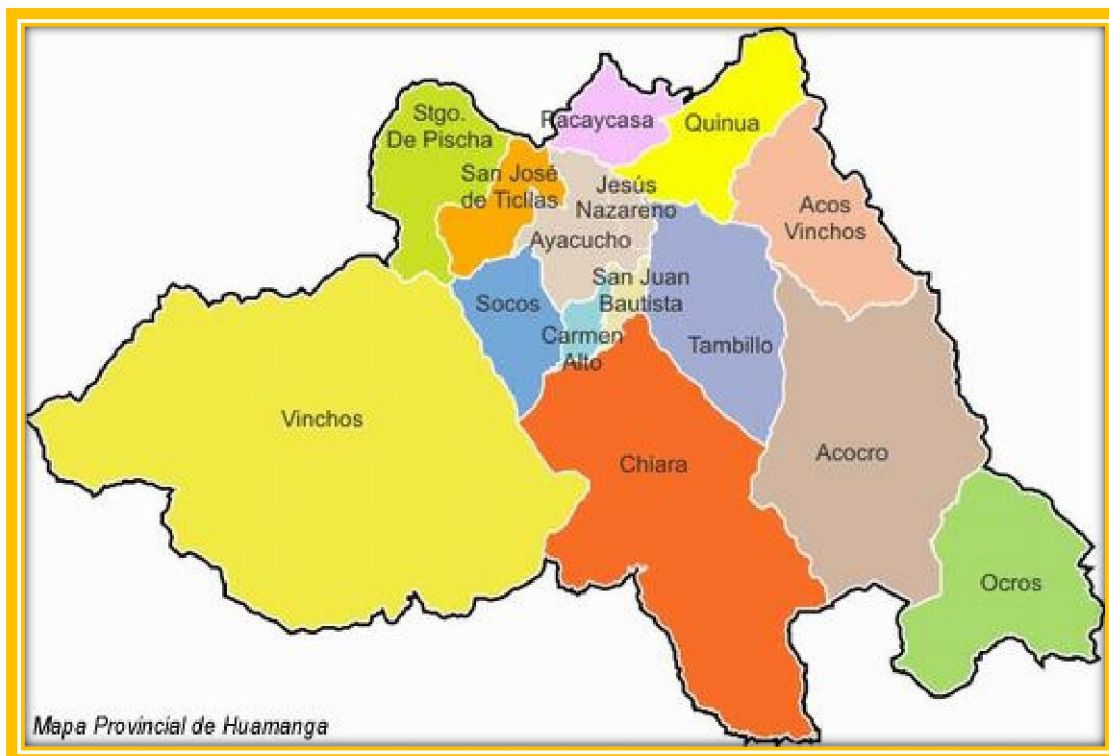 Stgo.
De Pischa
Pacaycasa
Quinua
San José
de Ticllas
Jesús
Nazareno
Acos
Vinchos
Ayacucho
San Juan
Bautista
Socos
Carmen
Alto
Tambillo
Vinchos
Chiara
Acocro
Ocros
Mapa Provincial de Huamanga